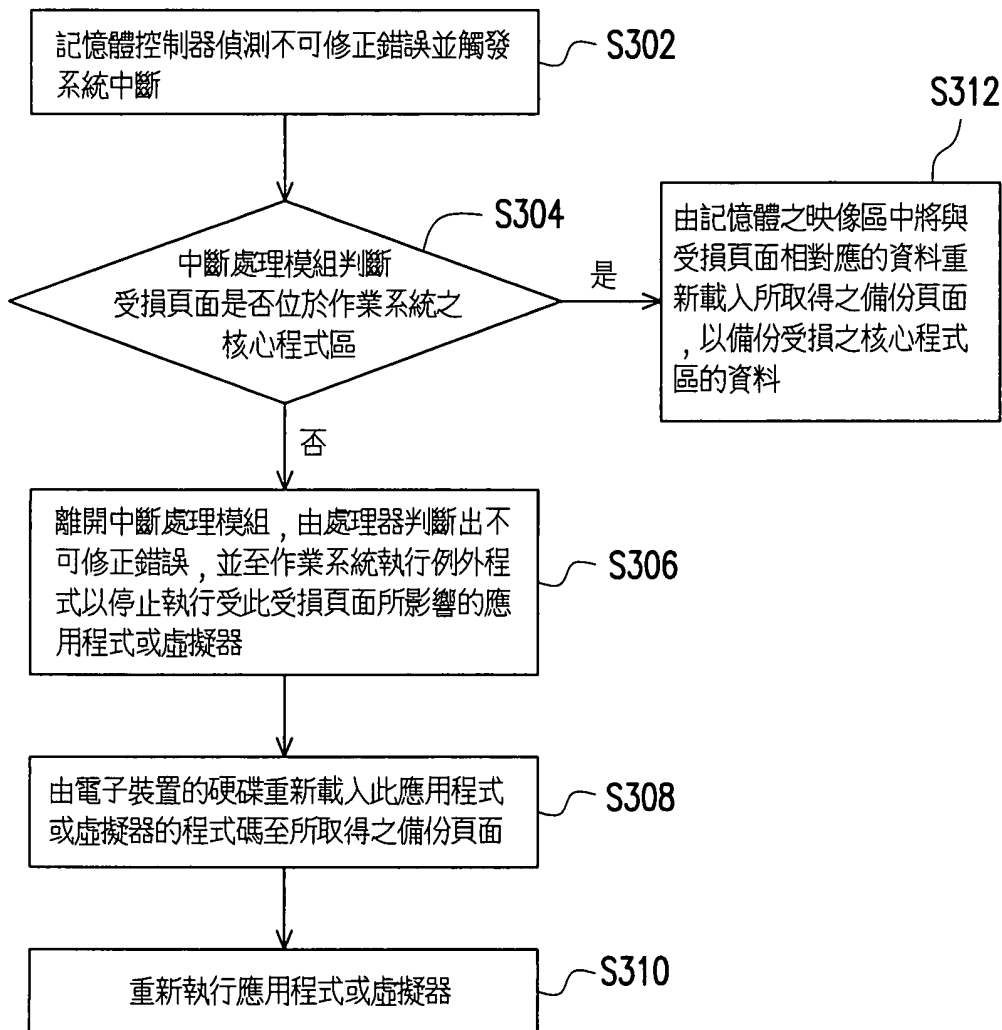 記憶體控制器偵測不可修正錯誤並觸發
系統中斷
S302
S312
由記憶體之映像區中將與
受損頁面相對應的資料重
新載入所取得之備份頁面
，以備份受損之核心程式
區的資料
S304
中斷處理模組判斷
受損頁面是否位於作業系統之
核心程式區
是
否
離開中斷處理模組，由處理器判斷出不
可修正錯誤，並至作業系統執行例外程
式以停止執行受此受損頁面所影響的應
用程式或虛擬器
S306
由電子裝置的硬碟重新載入此應用程式
或虛擬器的程式碼至所取得之備份頁面
S308
重新執行應用程式或虛擬器
S310